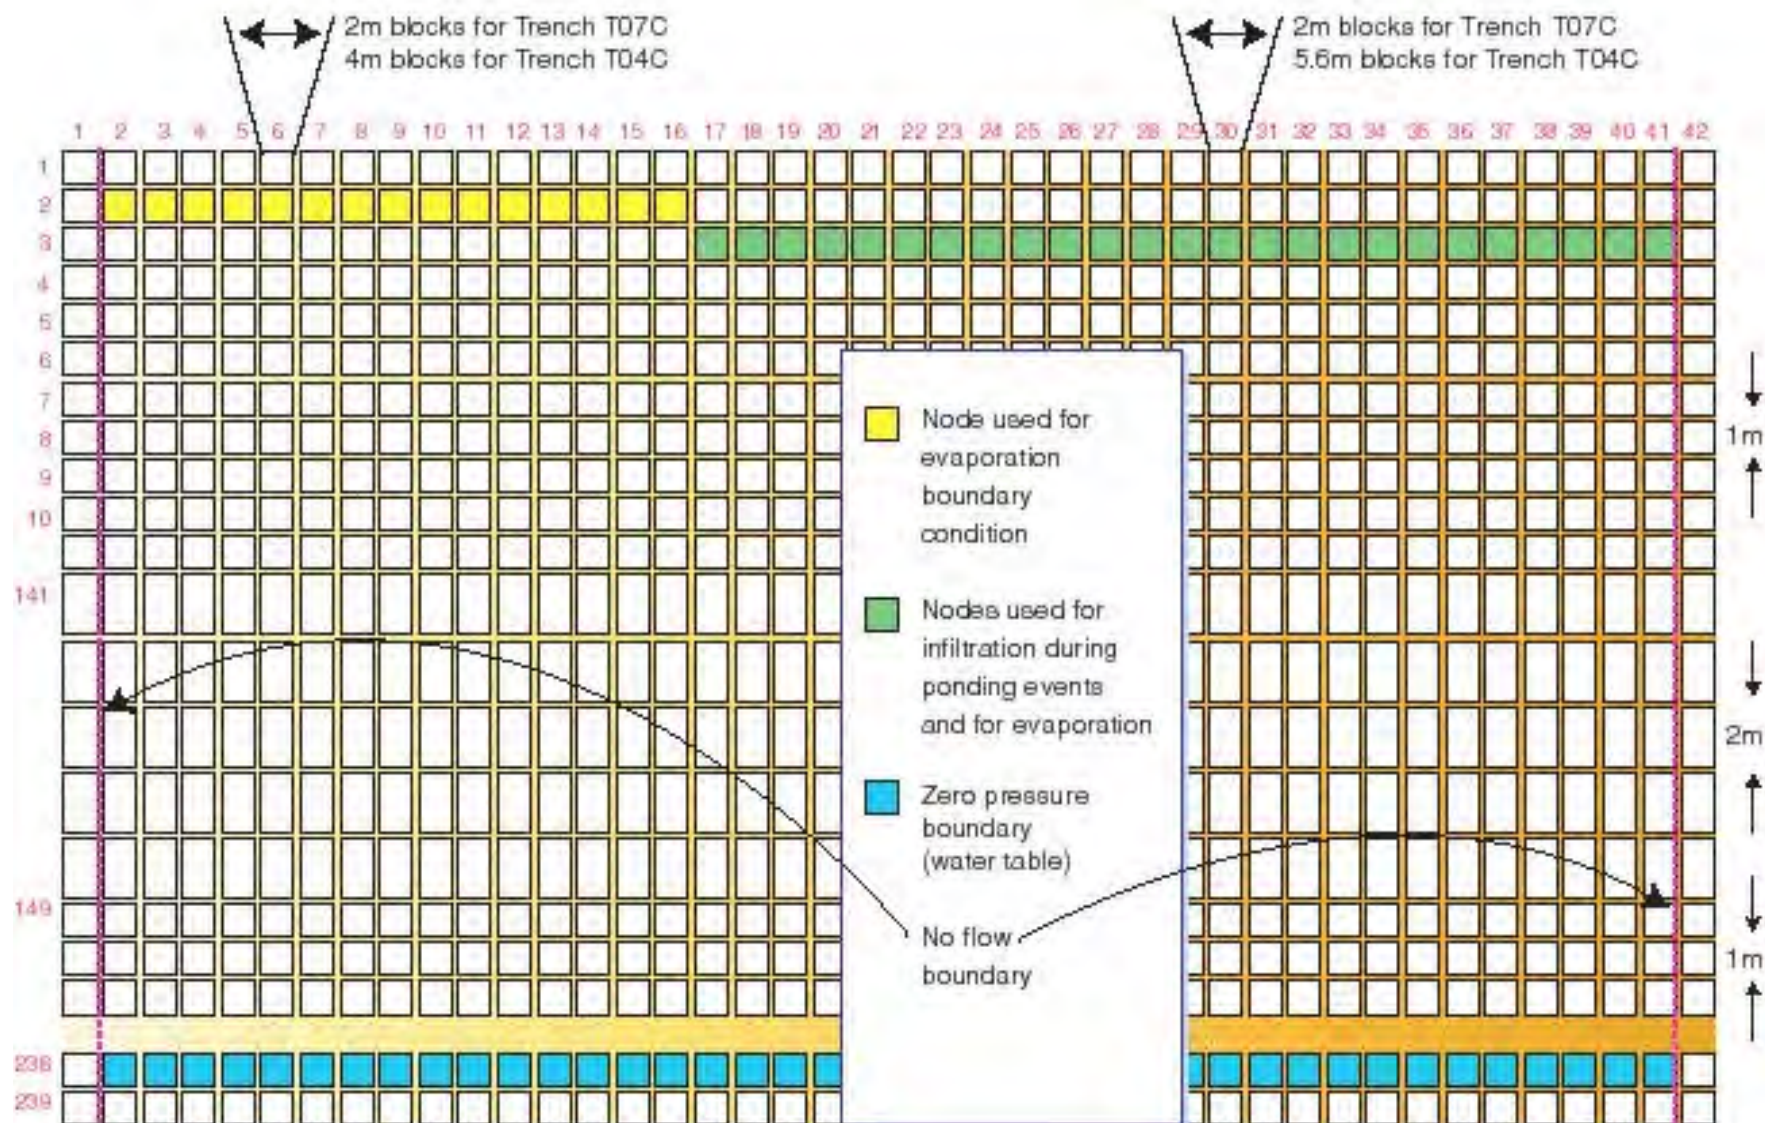 2m blocks for Trench T07C
4m blocks for Trench T04C
2m blocks for Trench T07C
5.6m blocks for Trench T04C
1 2 3 4 5 6 7 8 9 10 11 12 13 14 15 16 17 18 19 20 21 22 23 24 25 26 27 28 29 30 31 32 33 34 35 36 37 38 39 40 41 42
1
2
3
4
5
6
7
8
9
10
141
149
238
239
Node used for
evaporation
boundary
condition
Nodes used for
infiltration during
ponding events
and for evaporation
Zero pressure
boundary
(water table)
No flow
boundary
1m
2m
1m